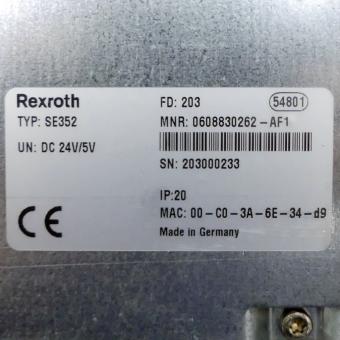 Rexroth FD: 203 54801
TYP: SE352 MNR: 0608830262-AF1
UN: DC 24V/5V
SN: 203000233
IP:20
MAC: 00-C0-3A-6E-34-d9
CE Made in Germany